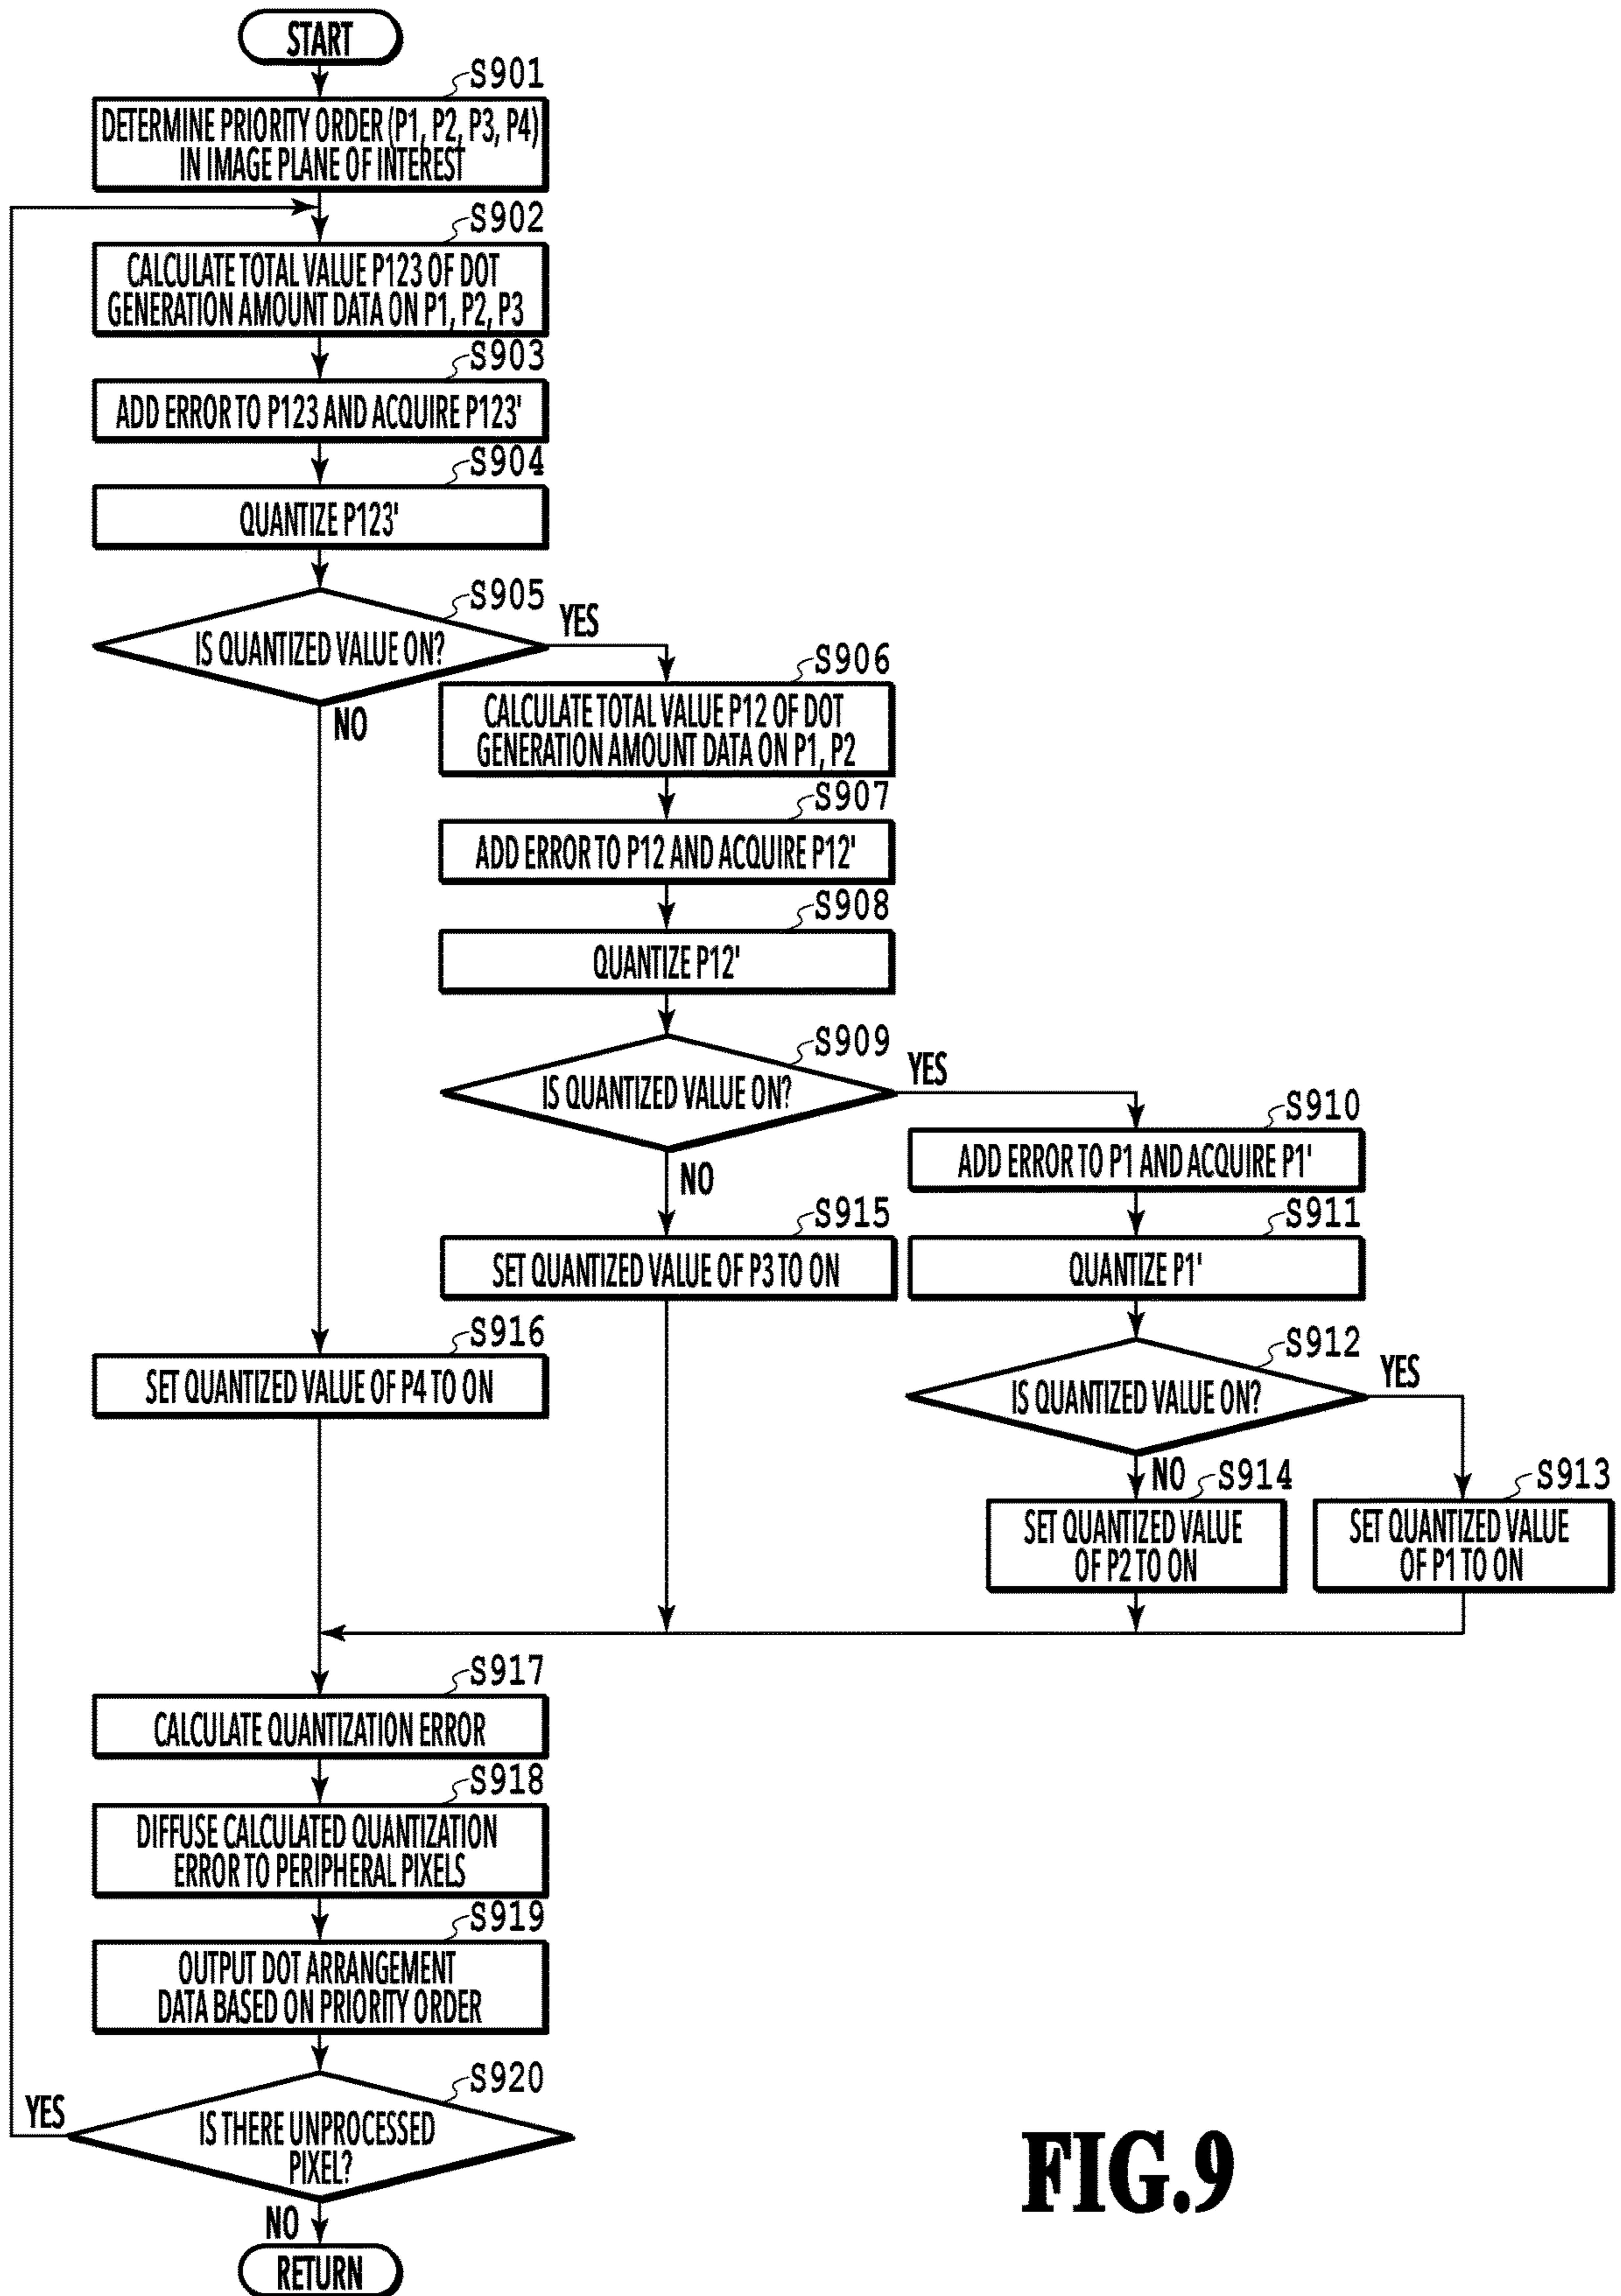 START
S901
DETERMINE PRIORITY ORDER (P1, P2, P3, P4)
IN IMAGE PLANE OF INTEREST
S902
CALCULATE TOTAL VALUE P123 OF DOT
GENERATION AMOUNT DATA ON P1, P2, P3
S903
ADD ERROR TO P123 AND ACQUIRE P123'
S904
QUANTIZE P123'
S905
IS QUANTIZED VALUE ON?
YES
NO
S906
CALCULATE TOTAL VALUE P12 OF DOT
GENERATION AMOUNT DATA ON P1, P2
S907
ADD ERROR TO P12 AND ACQUIRE P12'
S908
QUANTIZE P12'
S909
IS QUANTIZED VALUE ON?
YES
NO
S910
ADD ERROR TO P1 AND ACQUIRE P1'
S911
QUANTIZE P1'
S912
IS QUANTIZED VALUE ON?
YES
NO
S913
SET QUANTIZED VALUE
OF P1 TO ON
S914
SET QUANTIZED VALUE
OF P2 TO ON
S915
SET QUANTIZED VALUE OF P3 TO ON
S916
SET QUANTIZED VALUE OF P4 TO ON
S917
CALCULATE QUANTIZATION ERROR
S918
DIFFUSE CALCULATED QUANTIZATION
ERROR TO PERIPHERAL PIXELS
S919
OUTPUT DOT ARRANGEMENT
DATA BASED ON PRIORITY ORDER
S920
IS THERE UNPROCESSED
PIXEL?
YES
NO
RETURN
FIG.9